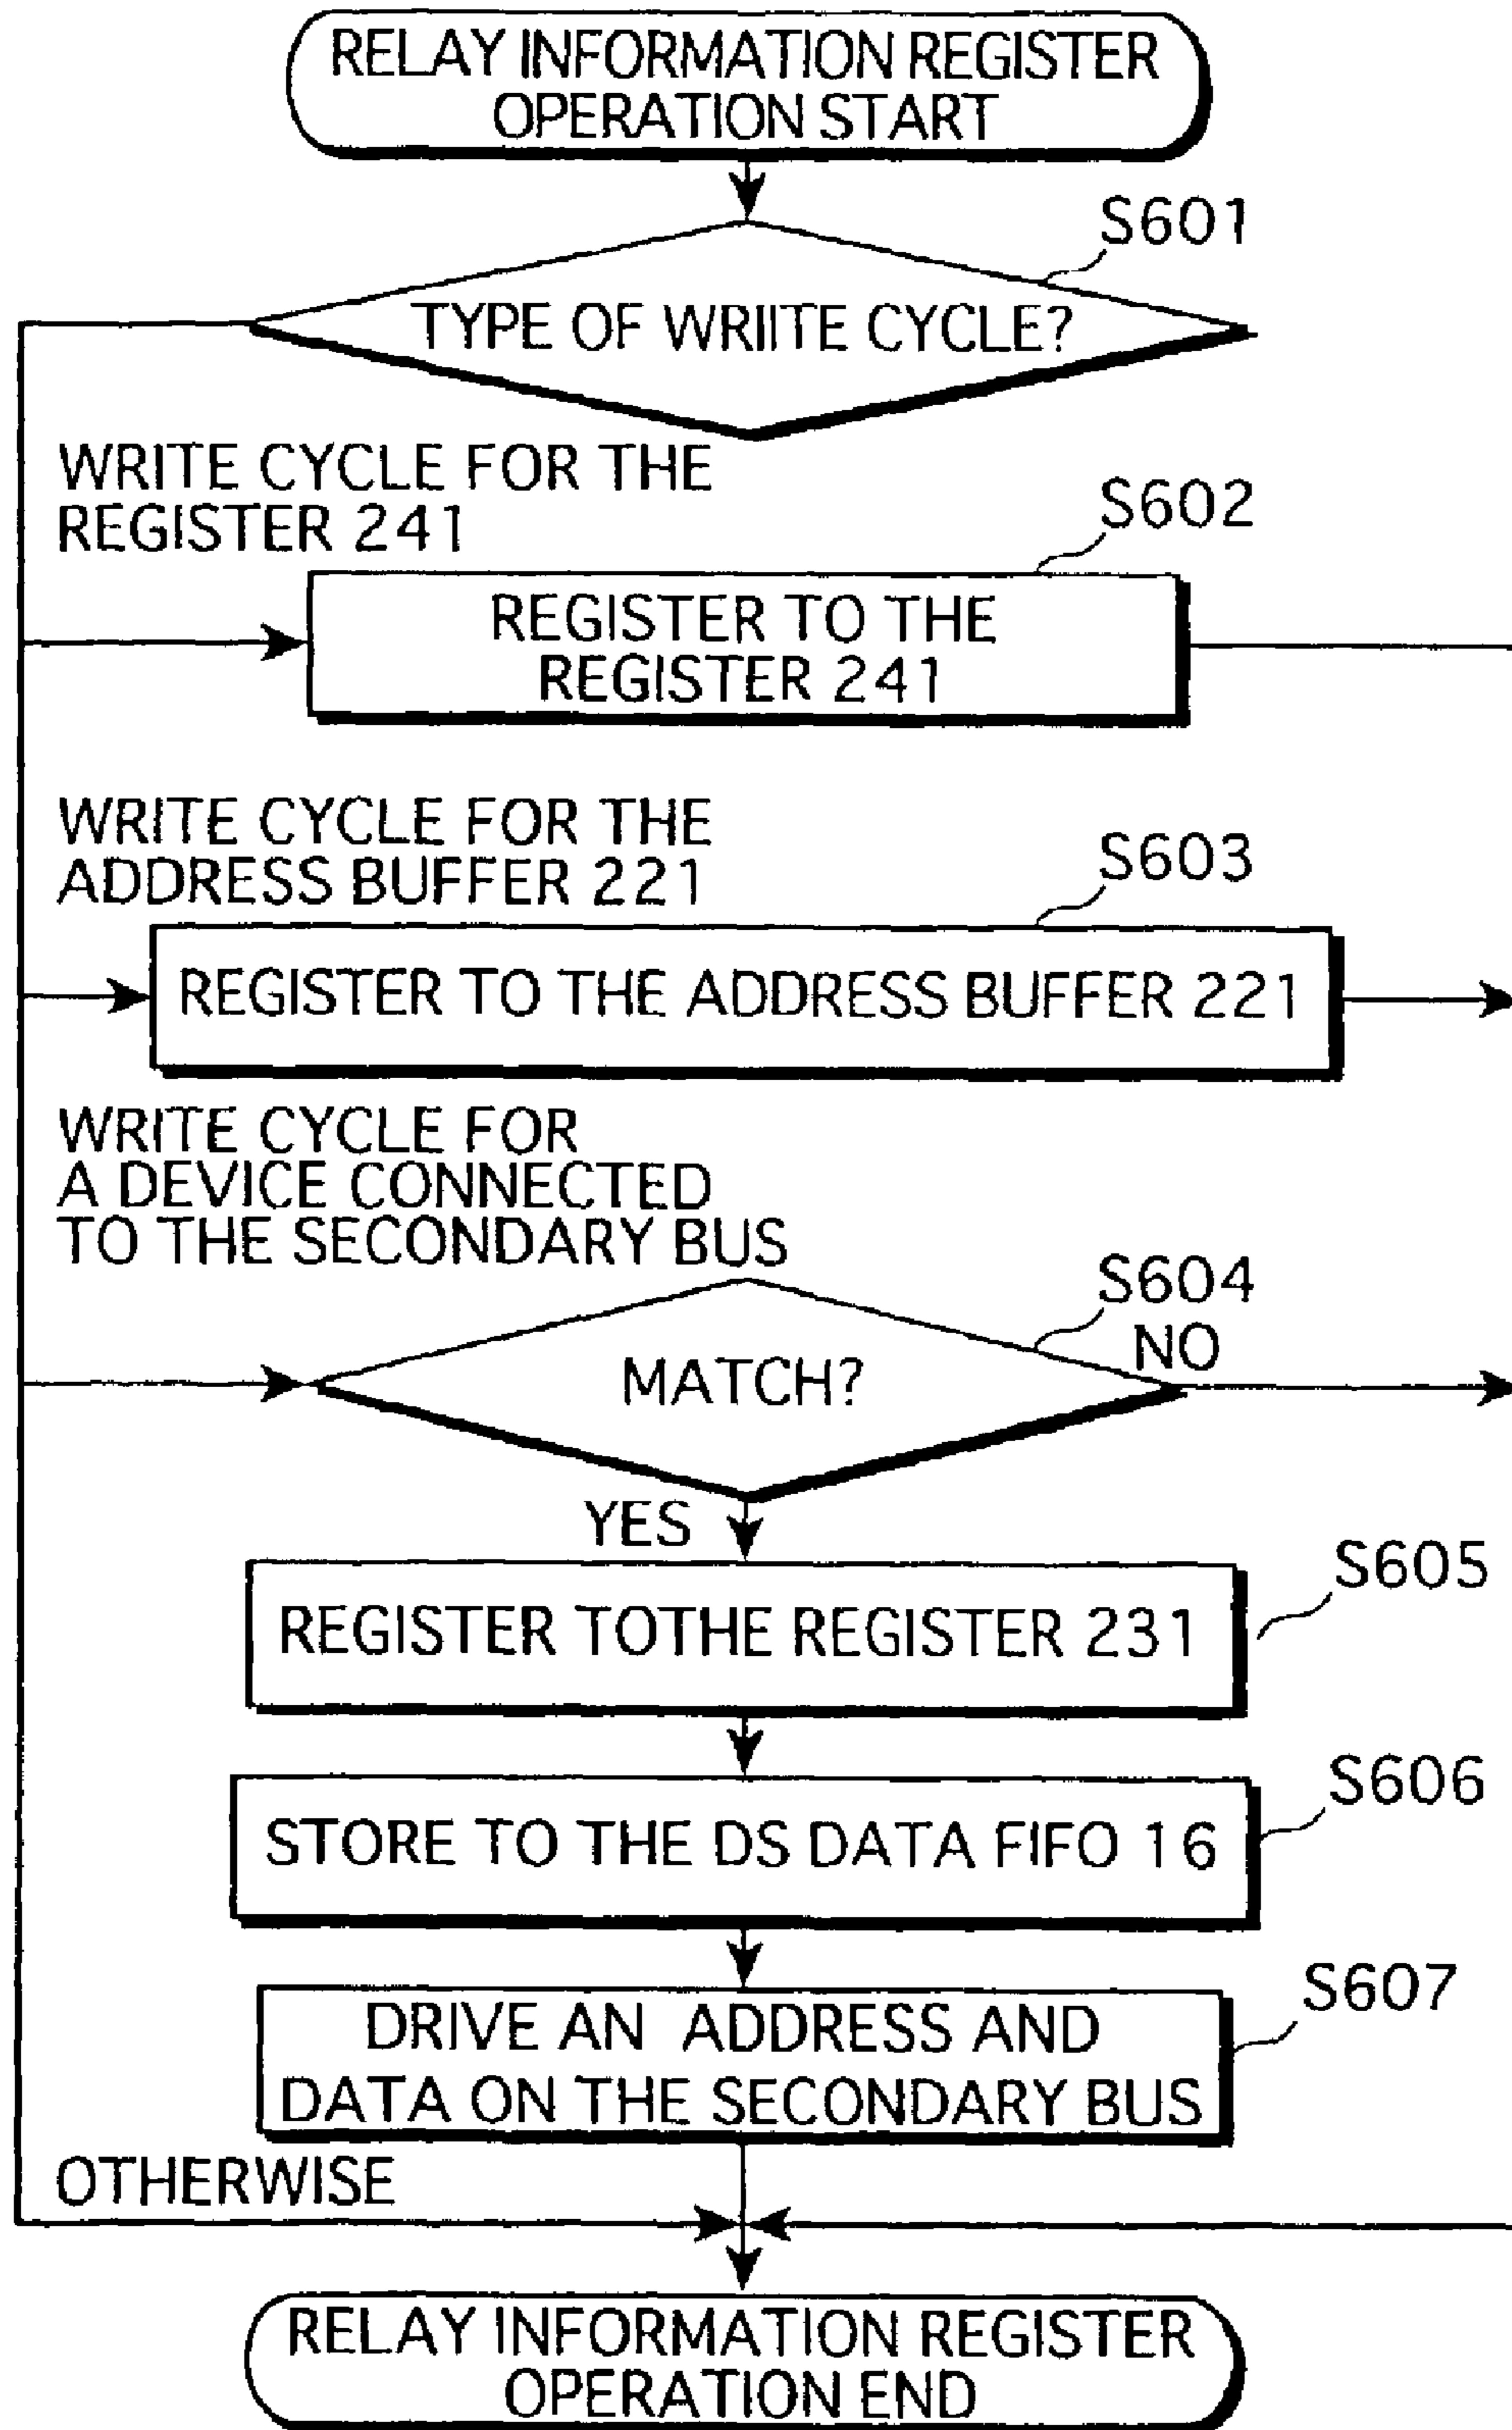 RELAY INFORMATION REGISTER
OPERATION START
S601
TYPE OF WRIITE CYCLE?
WRITE CYCLE FOR THE
REGISTER 241
S602
REGISTER TO THE
REGISTER 241
WRITE CYCLE FOR THE
ADDRESS BUFFER 221
S603
REGISTER TO THE ADDRESS BUFFER 221
WRITE CYCLE FOR
A DEVICE CONNECTED
TO THE SECONDARY BUS
S604
NO
MATCH?
YES
S605
REGISTER TOTHE REGISTER 231
S606
STORE TO THE DS DATA FIFO 16
S607
DRIVE AN ADDRESS AND
DATA ON THE SECONDARY BUS
OTHERWISE
RELAY INFORMATION REGISTER
OPERATION END